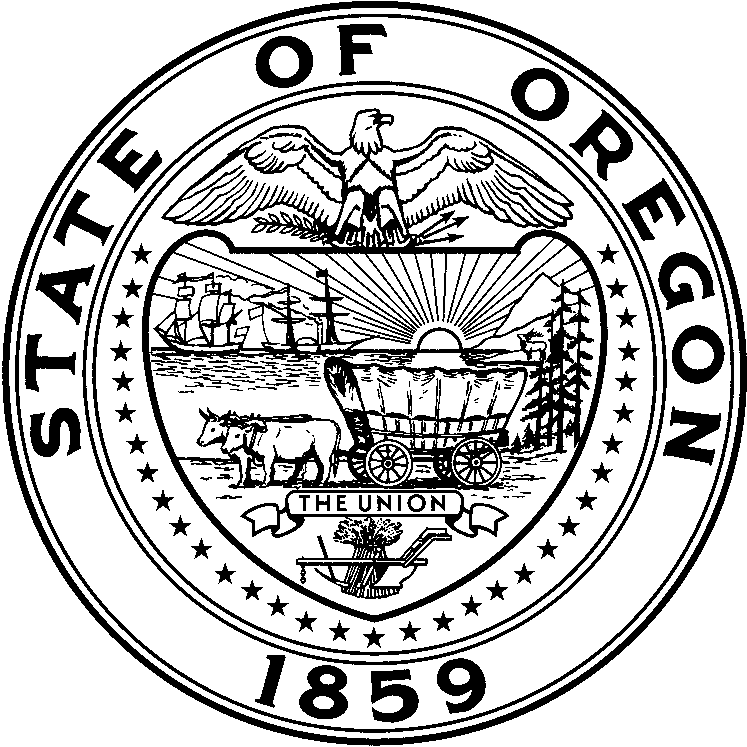 STATE OF OREGON
THE UNION
1859